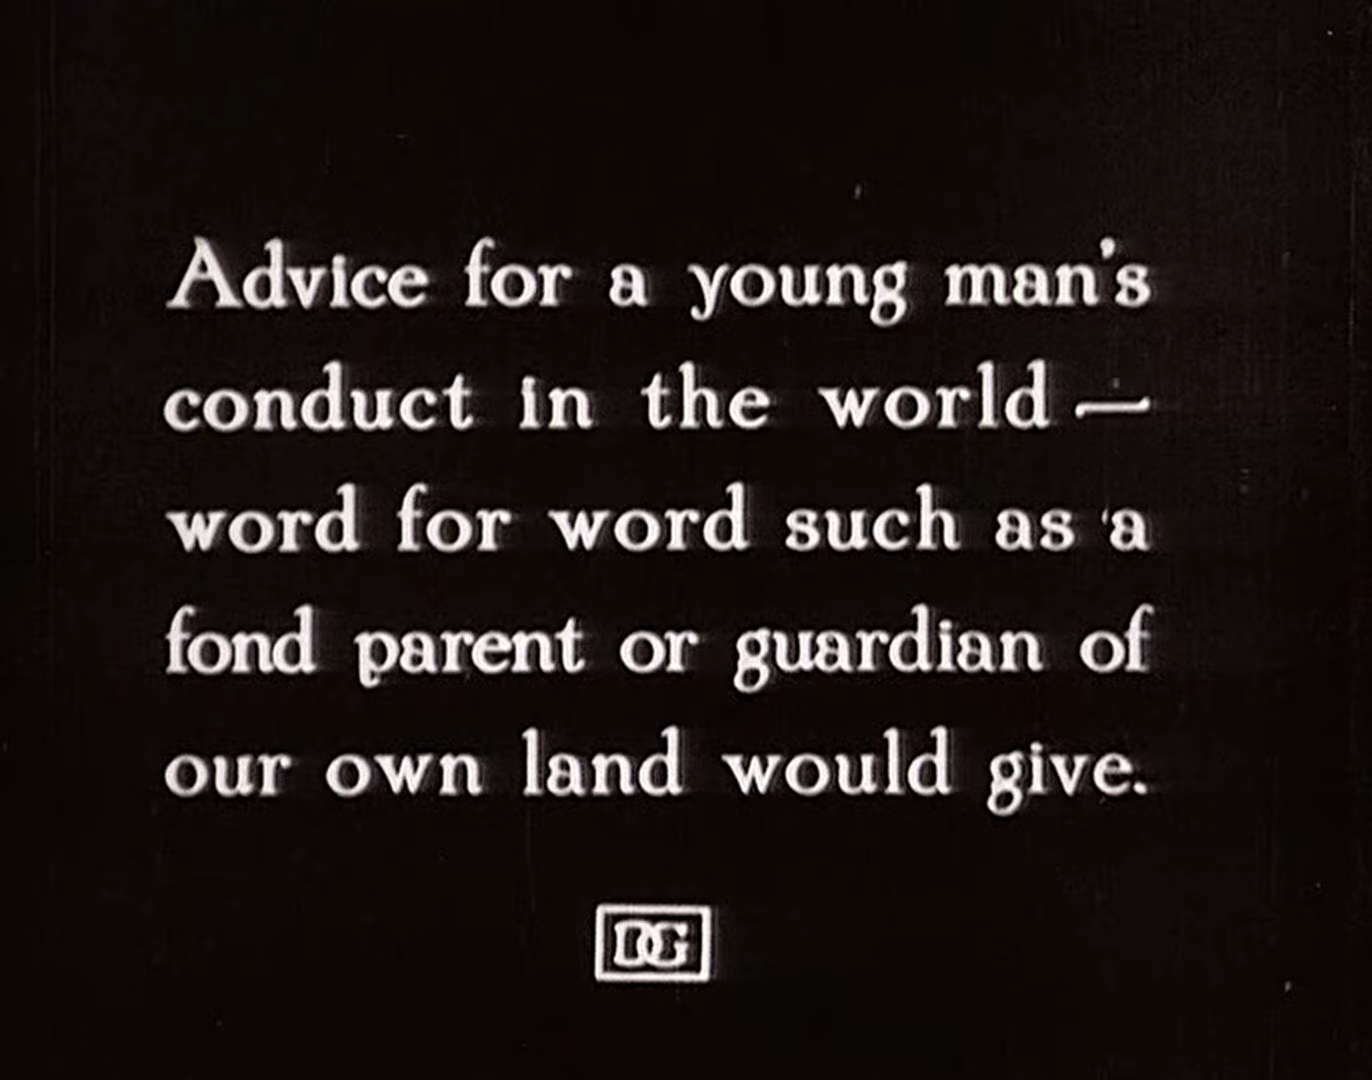 Advice for a young man's
conduct in the world —
word for word such as a
fond parent or guardian of
our own land would give.
DG